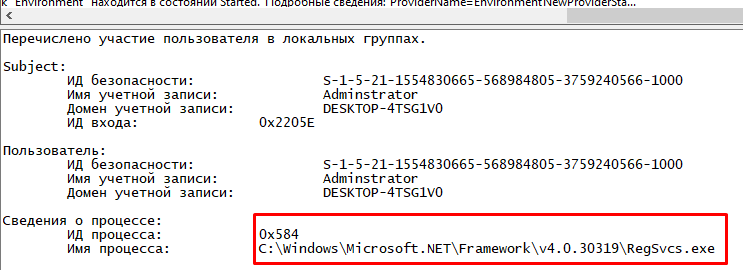 к "Environment" находится в состоянии Started. Подробные сведения: ProviderName=EnvironmentNewProviderSta...
Перечислено участие пользователя в локальных группах.
Subject:
ИД безопасности: S-1-5-21-1554830665-568984805-3759240566-1000
Имя учетной записи: Adminstrator
Домен учетной записи: DESKTOP-4TSG1V0
ИД входа: 0x2205E
Пользователь:
ИД безопасности: S-1-5-21-1554830665-568984805-3759240566-1000
Имя учетной записи: Adminstrator
Домен учетной записи: DESKTOP-4TSG1V0
Сведения о процессе:
ИД процесса: 0x584
Имя процесса: C:\Windows\Microsoft.NET\Framework\v4.0.30319\RegSvcs.exe